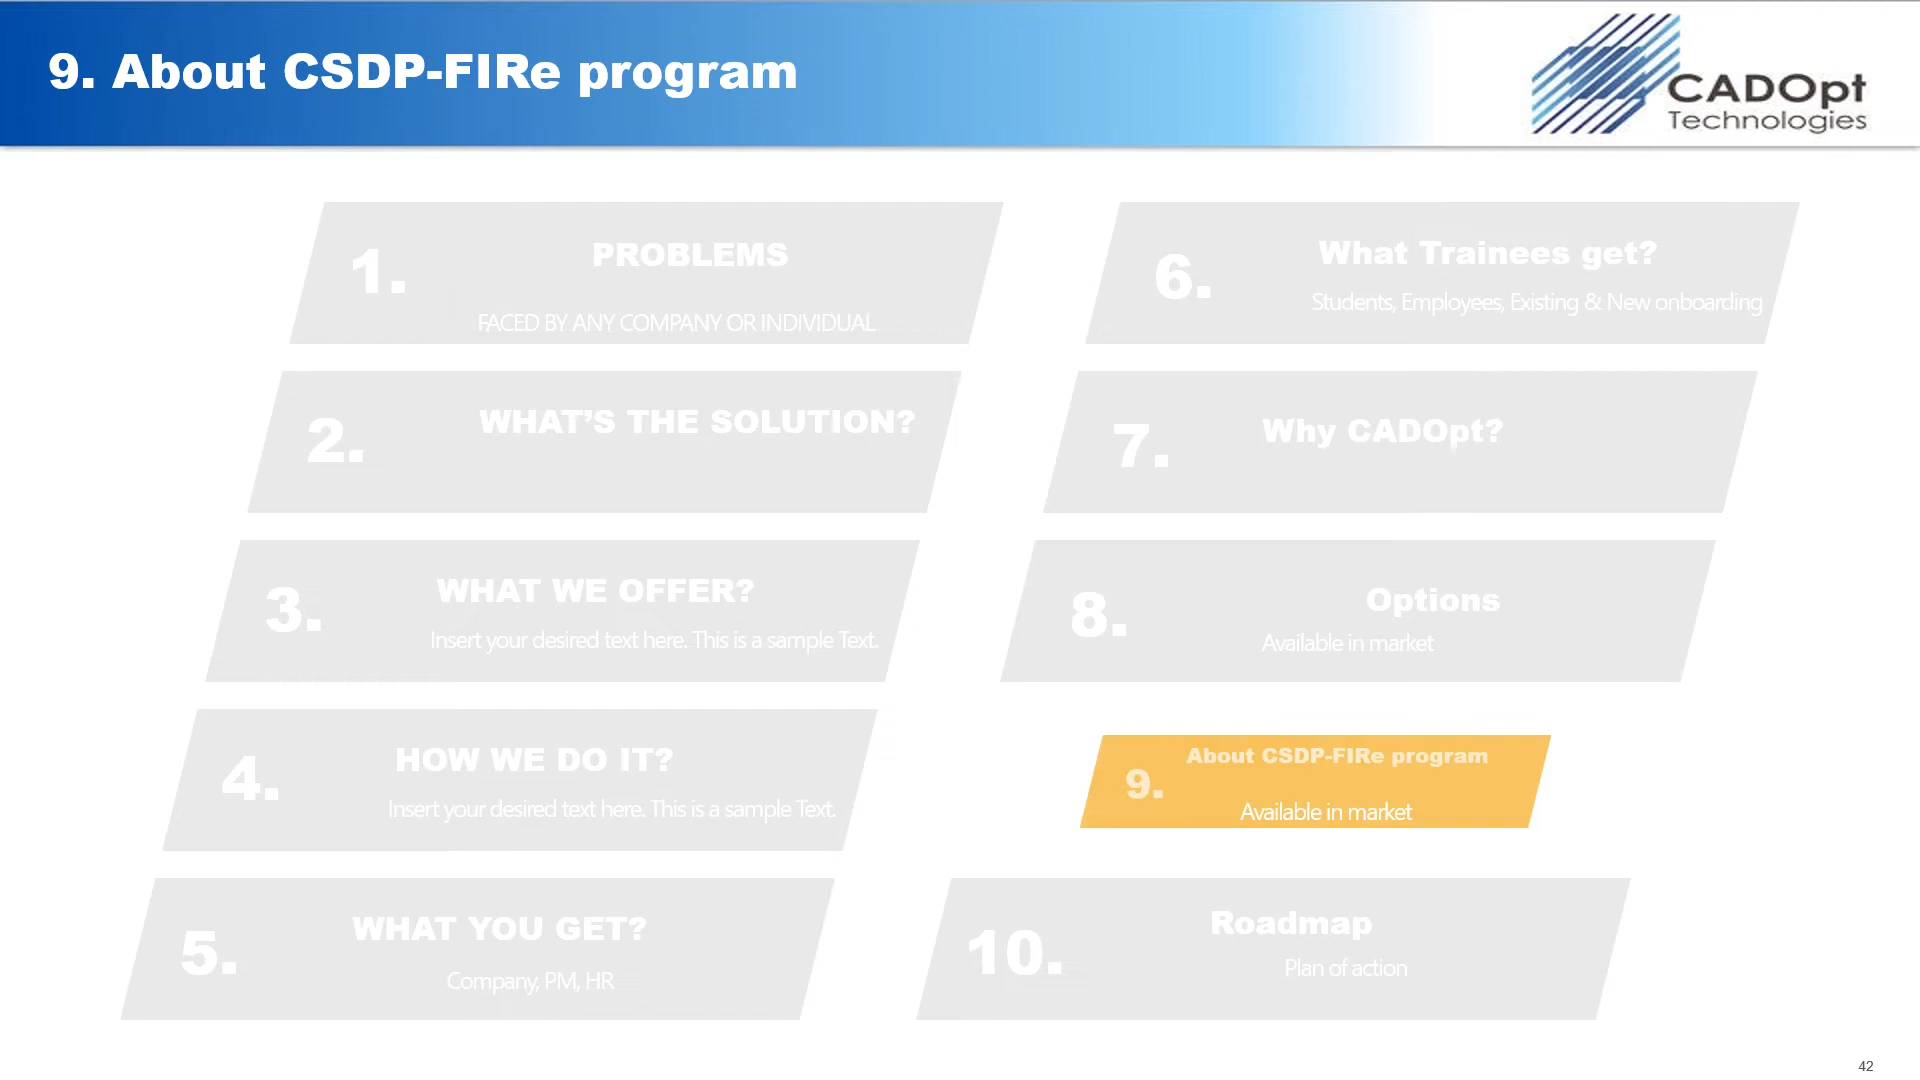 9. About CSDP-FIRe program
CADOpt
Technologies
1.
PROBLEMS
FACED BY ANY COMPANY OR INDIVIDUAL
2.
WHAT’S THE SOLUTION?
3.
WHAT WE OFFER?
Insert your desired text here. This is a sample Text.
4.
HOW WE DO IT?
Insert your desired text here. This is a sample Text.
5.
WHAT YOU GET?
Company, PM, HR
6.
What Trainees get?
Students, Employees, Existing & New onboarding
7.
Why CADOpt?
8.
Options
Available in market
9.
About CSDP-FIRe program
Available in market
10.
Roadmap
Plan of action
42